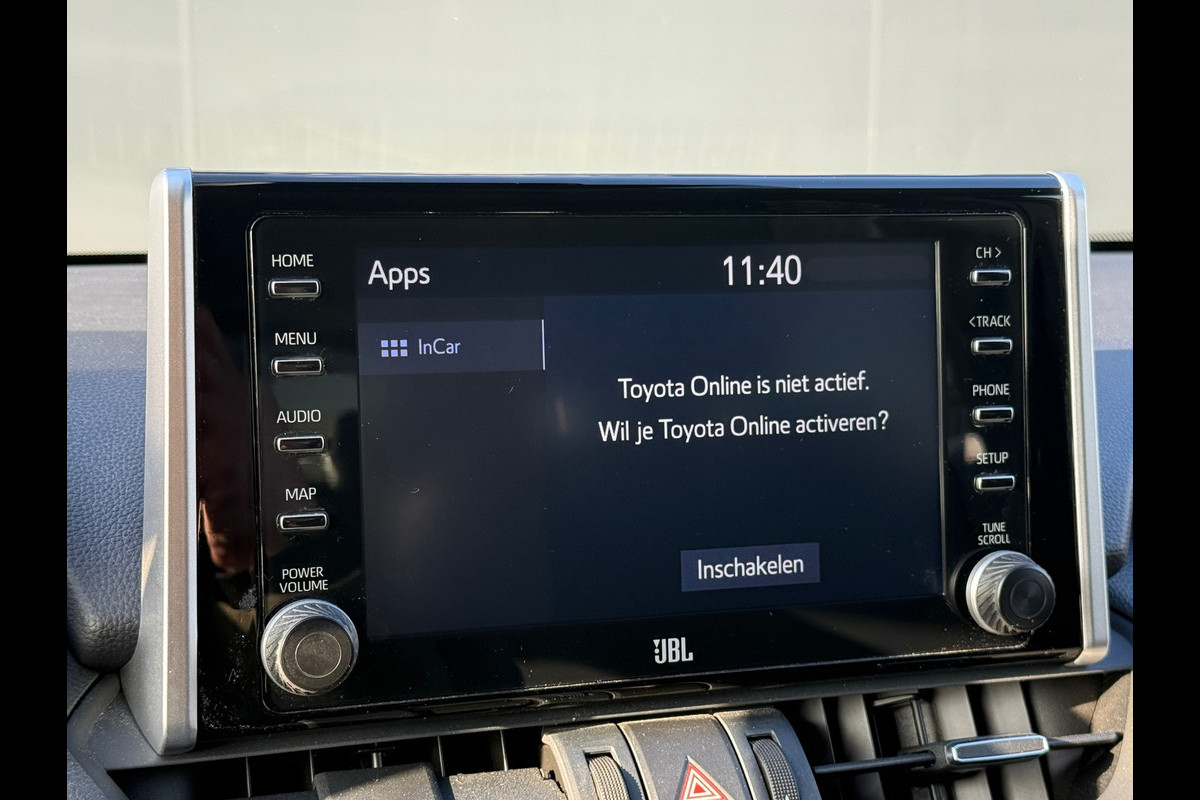 HOME
MENU
AUDIO
MAP
POWER
VOLUME
Apps
11:40
InCar
Toyota Online is niet actief.
Wil je Toyota Online activeren?
Inschakelen
JBL
CH >
< TRACK
PHONE
SETUP
TUNE
SCROLL